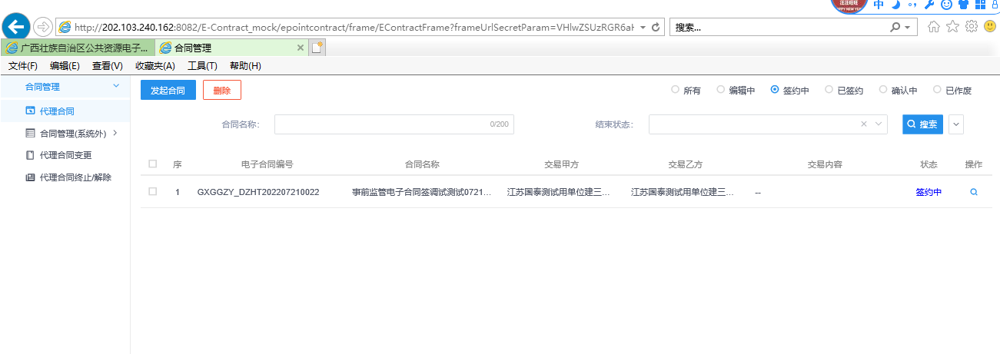 中
http://202.103.240.162:8082/E-Contract_mock/epointcontract/frame/EContractFrame?frameUrlSecretParam=VHlwZSUzRGR6aH
搜索...
广西壮族自治区公共资源电子... 合同管理
文件(F) 编辑(E) 查看(V) 收藏夹(A) 工具(T) 帮助(H)
合同管理
代理合同
合同管理(系统外)
代理合同变更
代理合同终止/解除
发起合同 删除 所有 编辑中 签约中 已签约 确认中 已作废
合同名称: 0/200 结束状态: 搜索
序 电子合同编号 合同名称 交易甲方 交易乙方 交易内容 状态 操作
1 GXGGZY_DZHT202207210022 事前监管电子合同签调试测试0721... 江苏国泰测试用单位建三... 江苏国泰测试用单位建三... -- 签约中